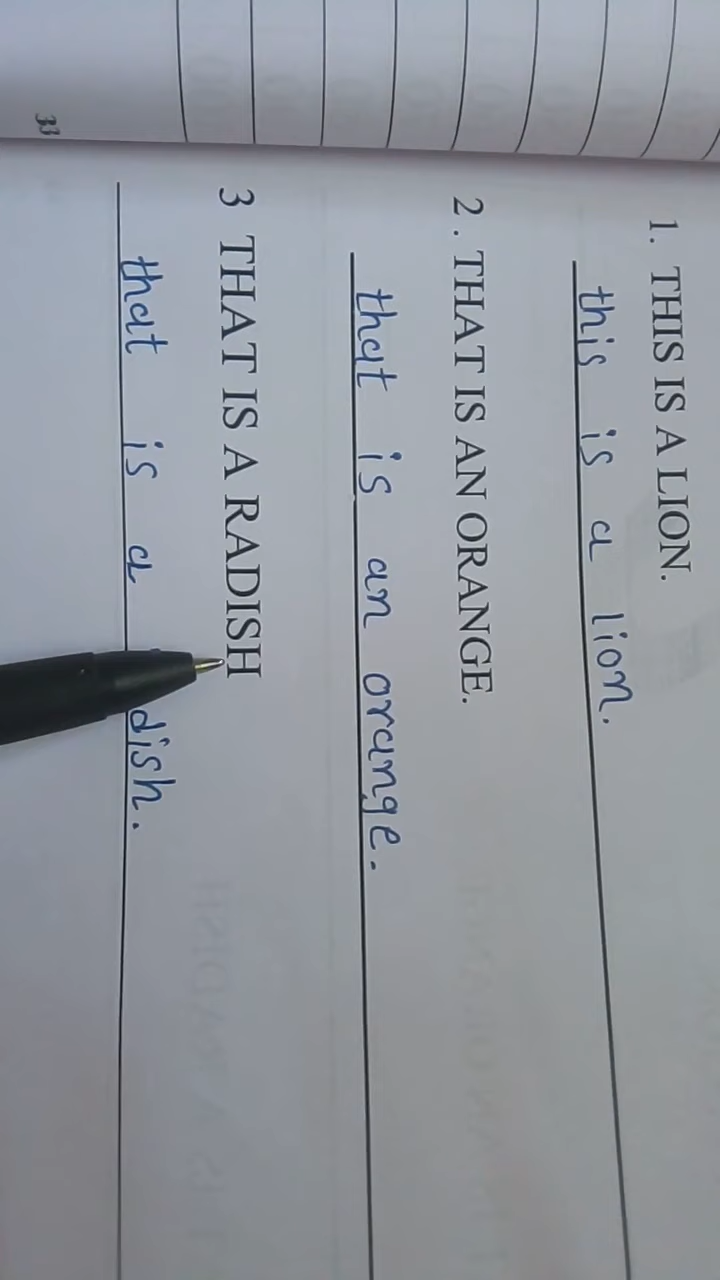 1. THIS IS A LION.
this is a lion.
2. THAT IS AN ORANGE.
that is an orange.
3 THAT IS A RADISH
that is a dish.
33